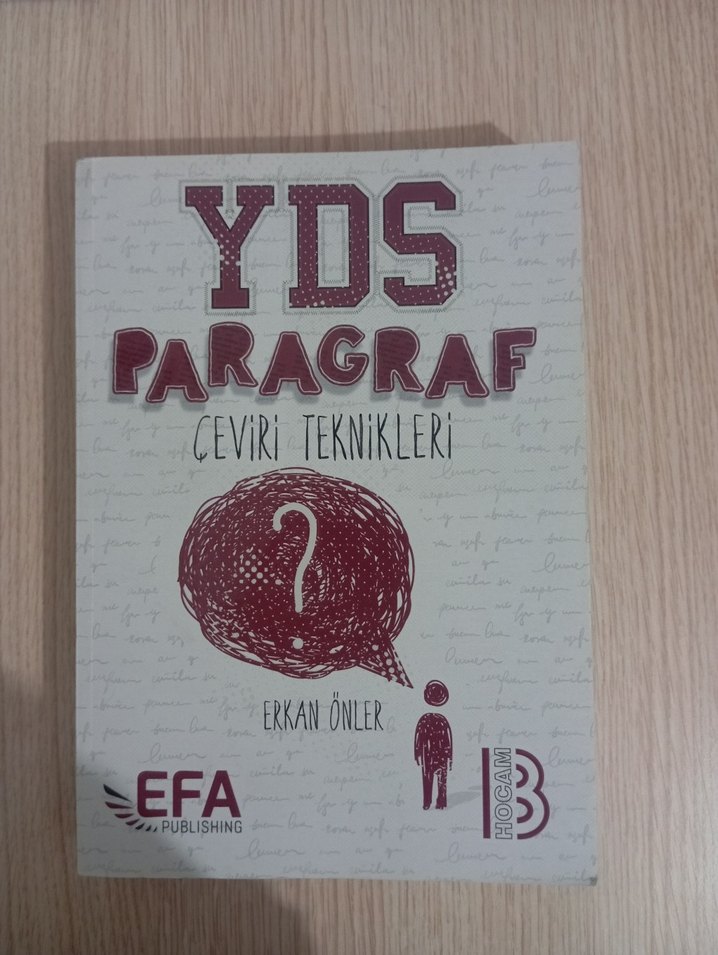 YDS
PARAGRAF
ÇEVİRİ TEKNİKLERİ
?
ERKAN ÖNLER
EFA
PUBLISHING
B
HOCAM